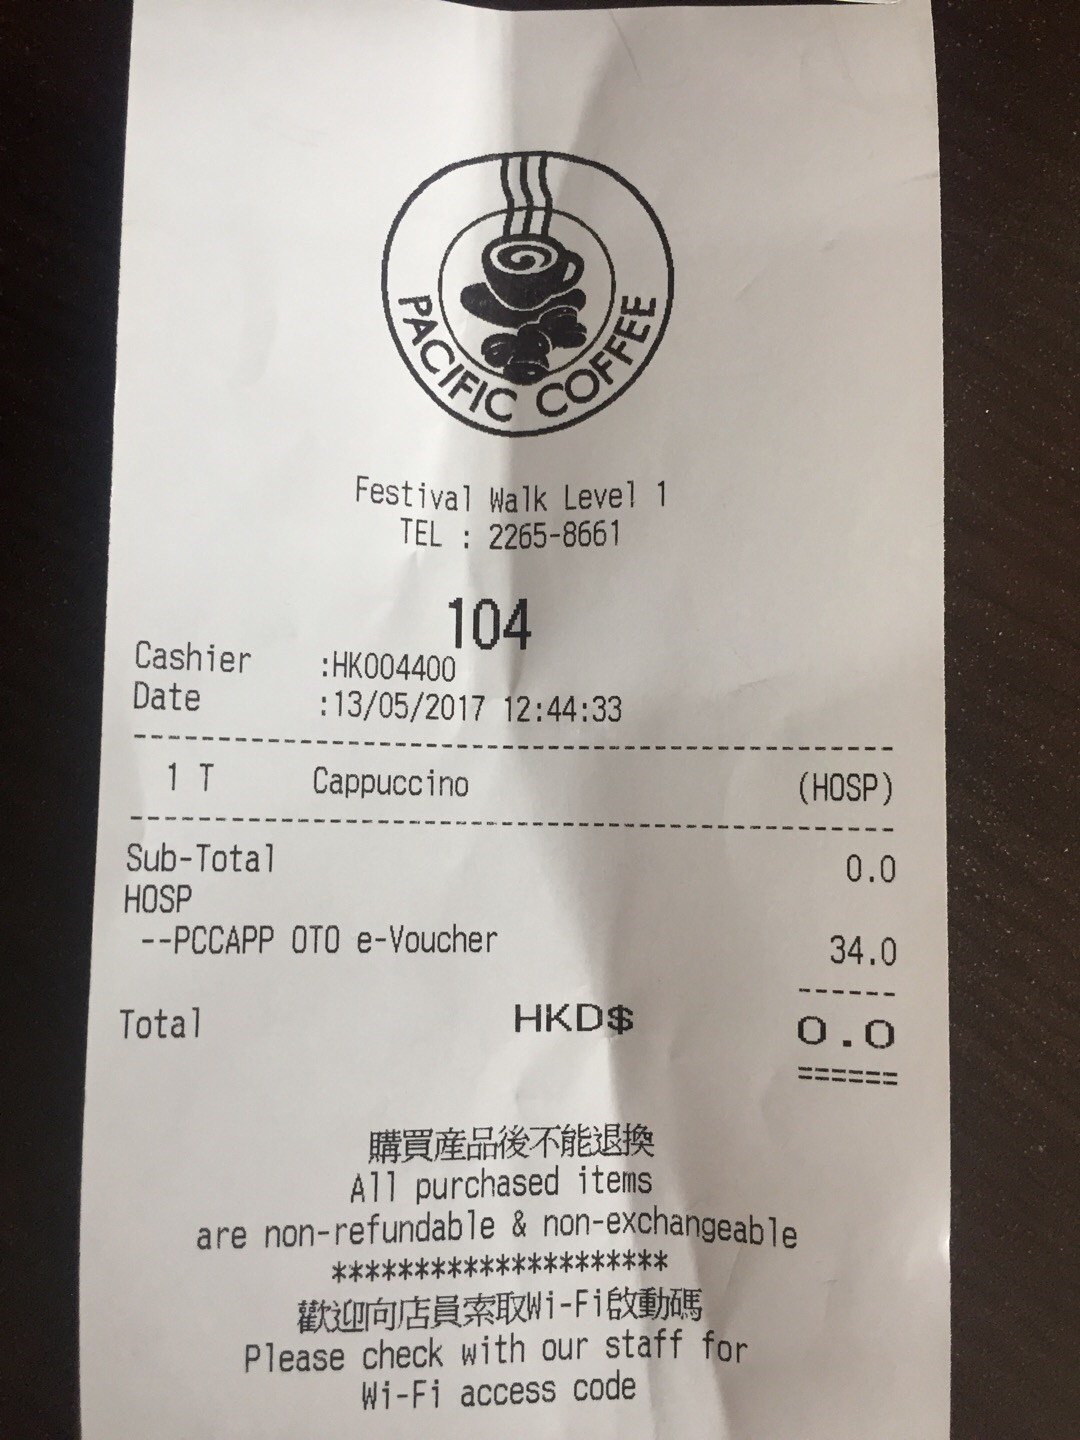 PACIFIC COFFEE
Festival Walk Level 1
TEL : 2265-8661
104
Cashier :HK004400
Date :13/05/2017 12:44:33
1 T Cappuccino (HOSP)
Sub-Total 0.0
HOSP
--PCCAPP OTO e-Voucher 34.0
Total HKD$ 0.0
購買產品後不能退換
All purchased items
are non-refundable & non-exchangeable
*********************
歡迎向店員索取Wi-Fi啟動碼
Please check with our staff for
Wi-Fi access code